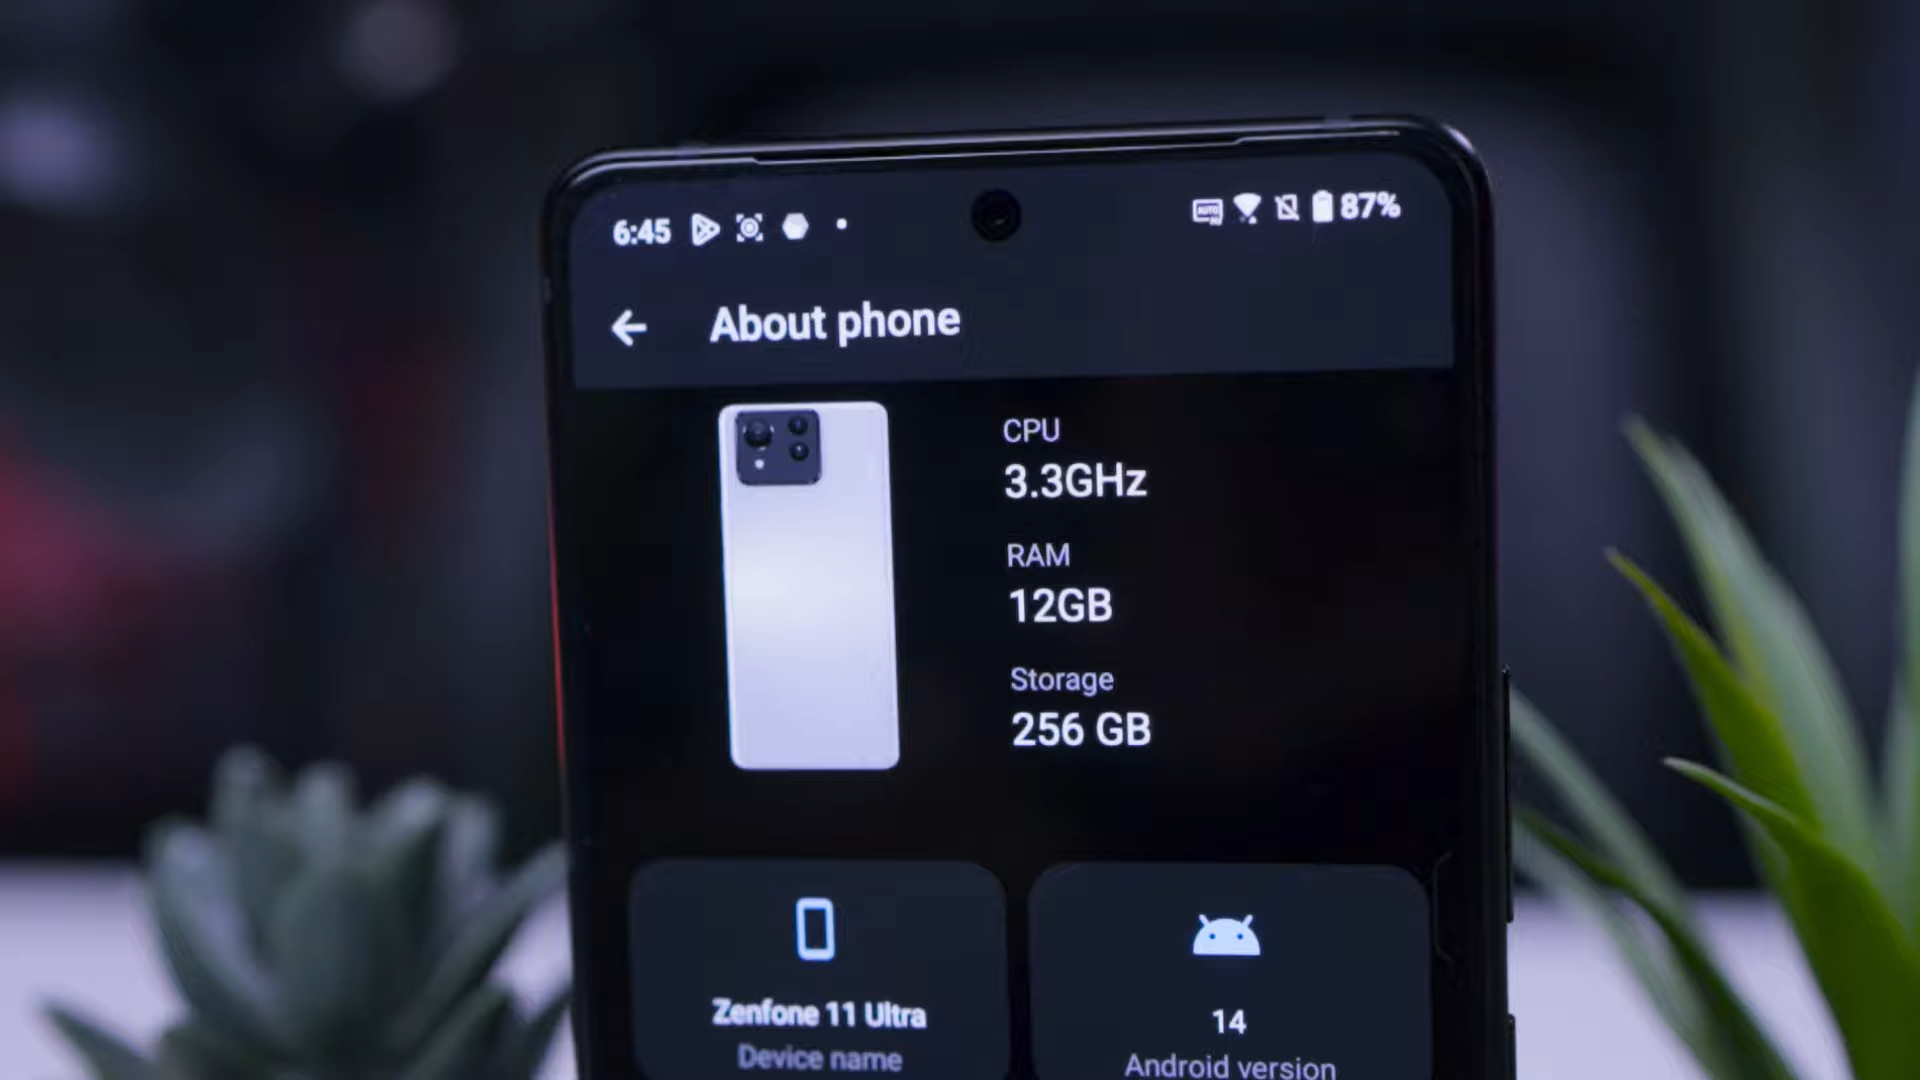 6:45
AUTO
87%
About phone
CPU
3.3GHz
RAM
12GB
Storage
256 GB
Zenfone 11 Ultra
Device name
14
Android version